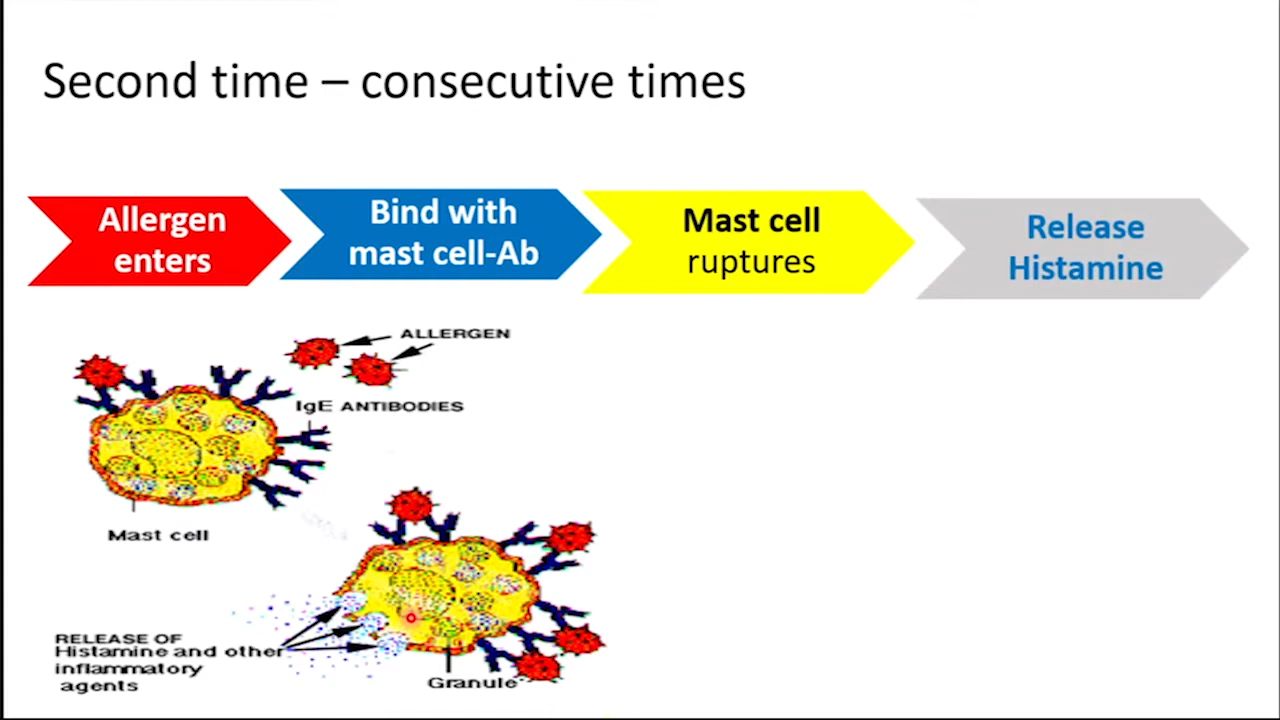 Second time – consecutive times
Allergen
enters
Bind with
mast cell-Ab
Mast cell
ruptures
Release
Histamine
ALLERGEN
IgE ANTIBODIES
Mast cell
RELEASE OF
Histamine and other
inflammatory
agents
Granule